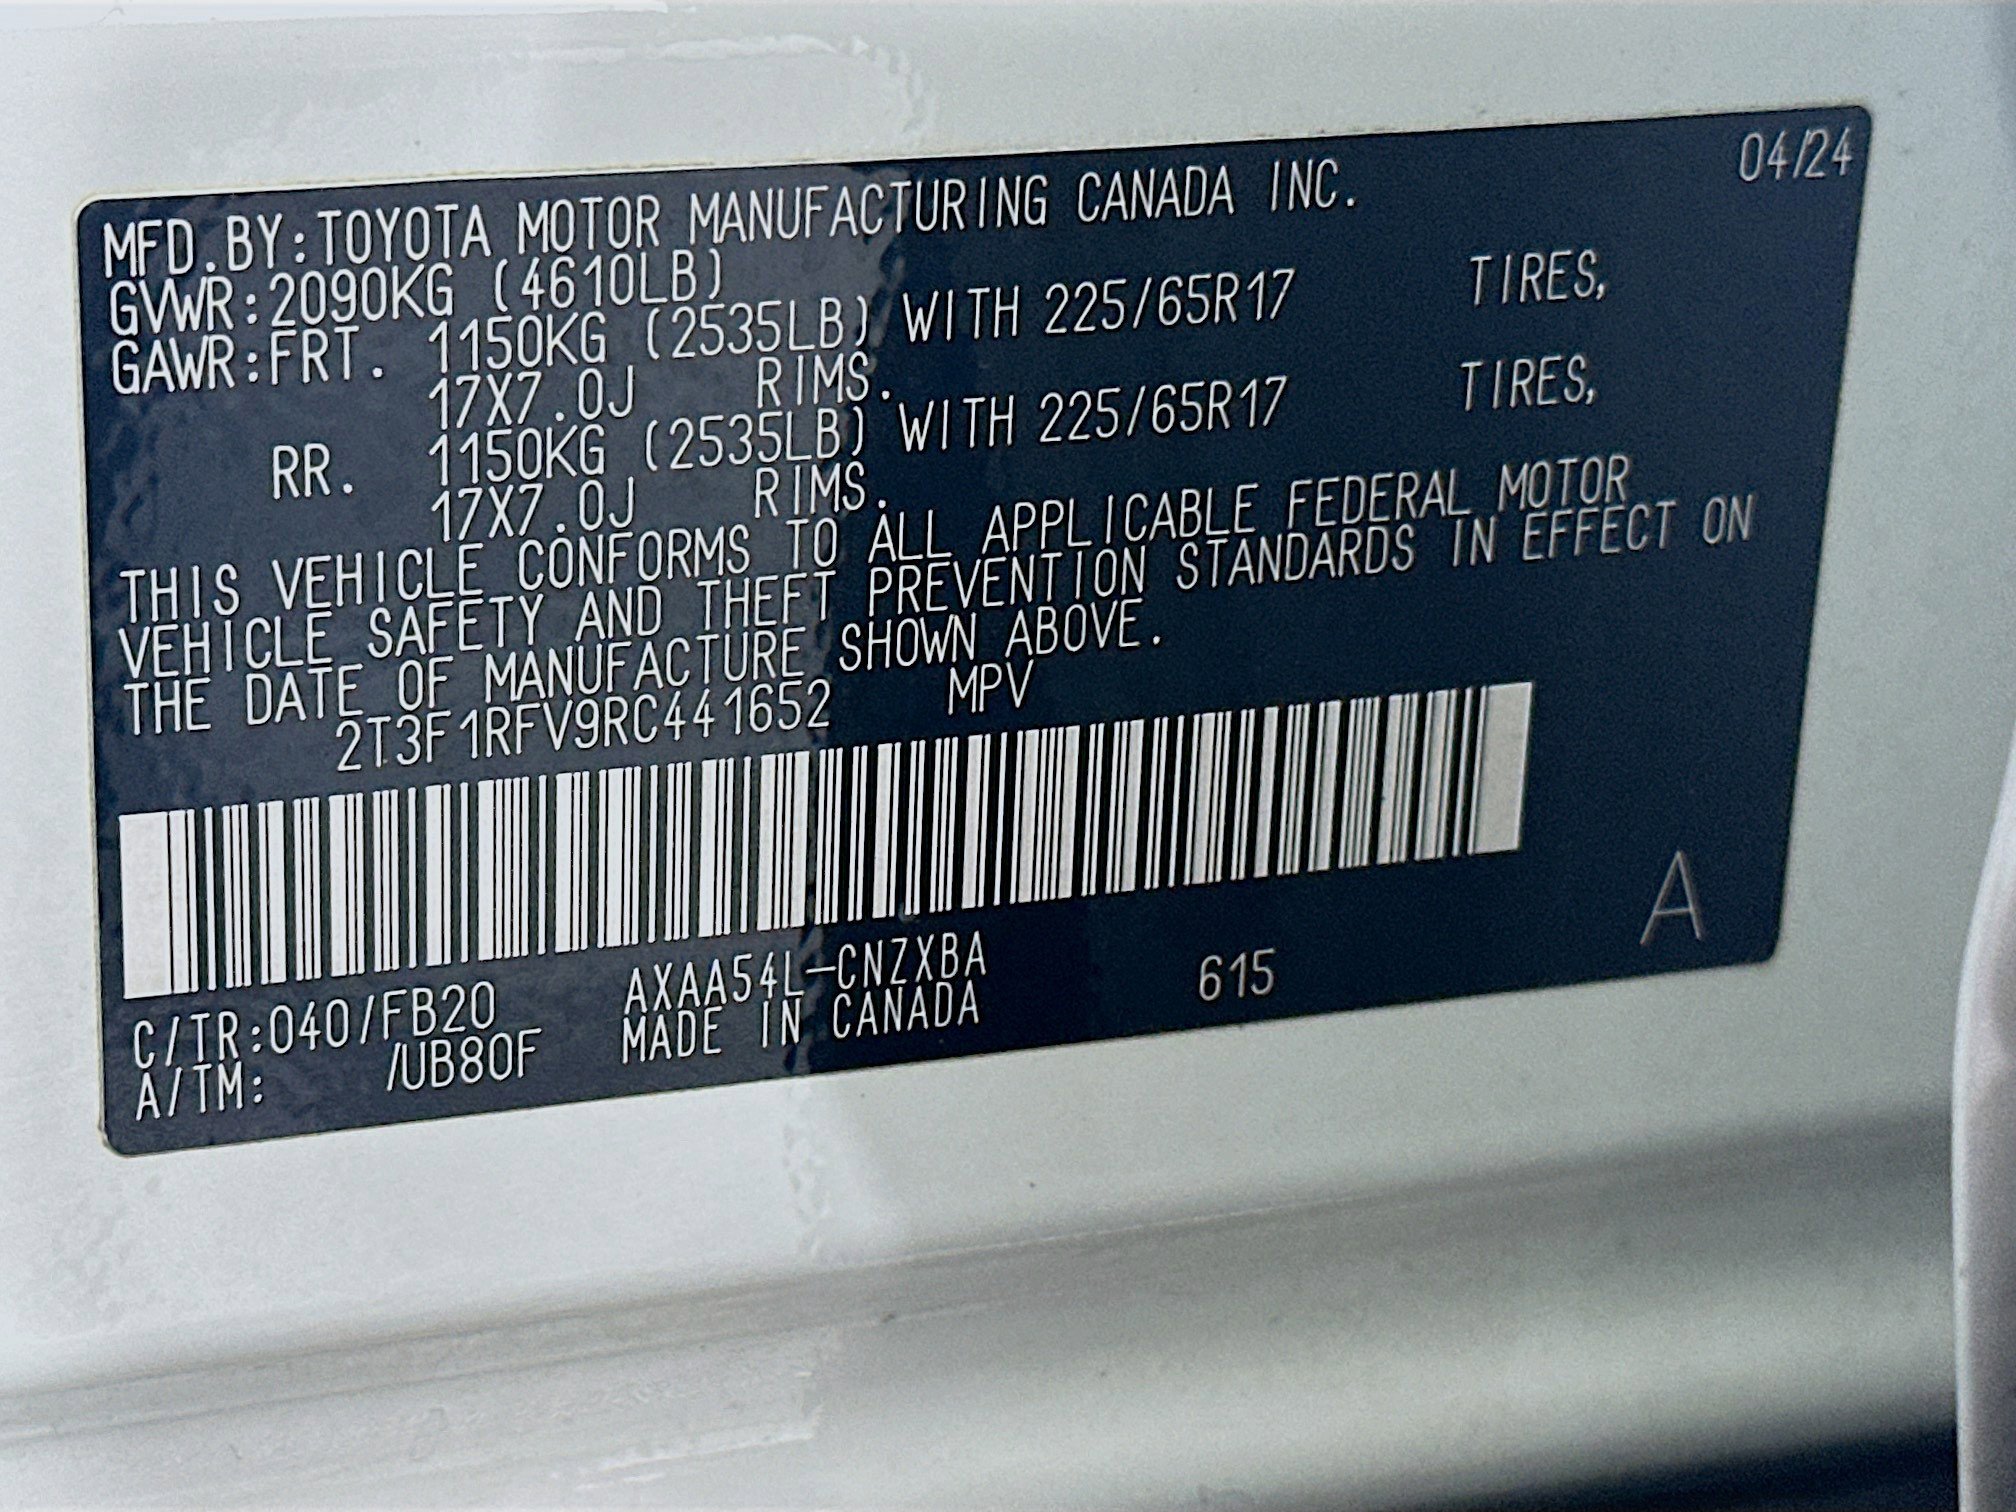 04/24
MFD.BY:TOYOTA MOTOR MANUFACTURING CANADA INC.
GVWR:2090KG (4610LB)
GAWR:FRT. 1150KG (2535LB) WITH 225/65R17 TIRES,
17X7.0J RIMS.
RR. 1150KG (2535LB) WITH 225/65R17 TIRES,
17X7.0J RIMS.
THIS VEHICLE CONFORMS TO ALL APPLICABLE FEDERAL MOTOR
VEHICLE SAFETY AND THEFT PREVENTION STANDARDS IN EFFECT ON
THE DATE OF MANUFACTURE SHOWN ABOVE.
2T3F1RFV9RC441652 MPV
C/TR:040/FB20 AXAA54L-CNZXBA 615 A
A/TM: /UB80F MADE IN CANADA